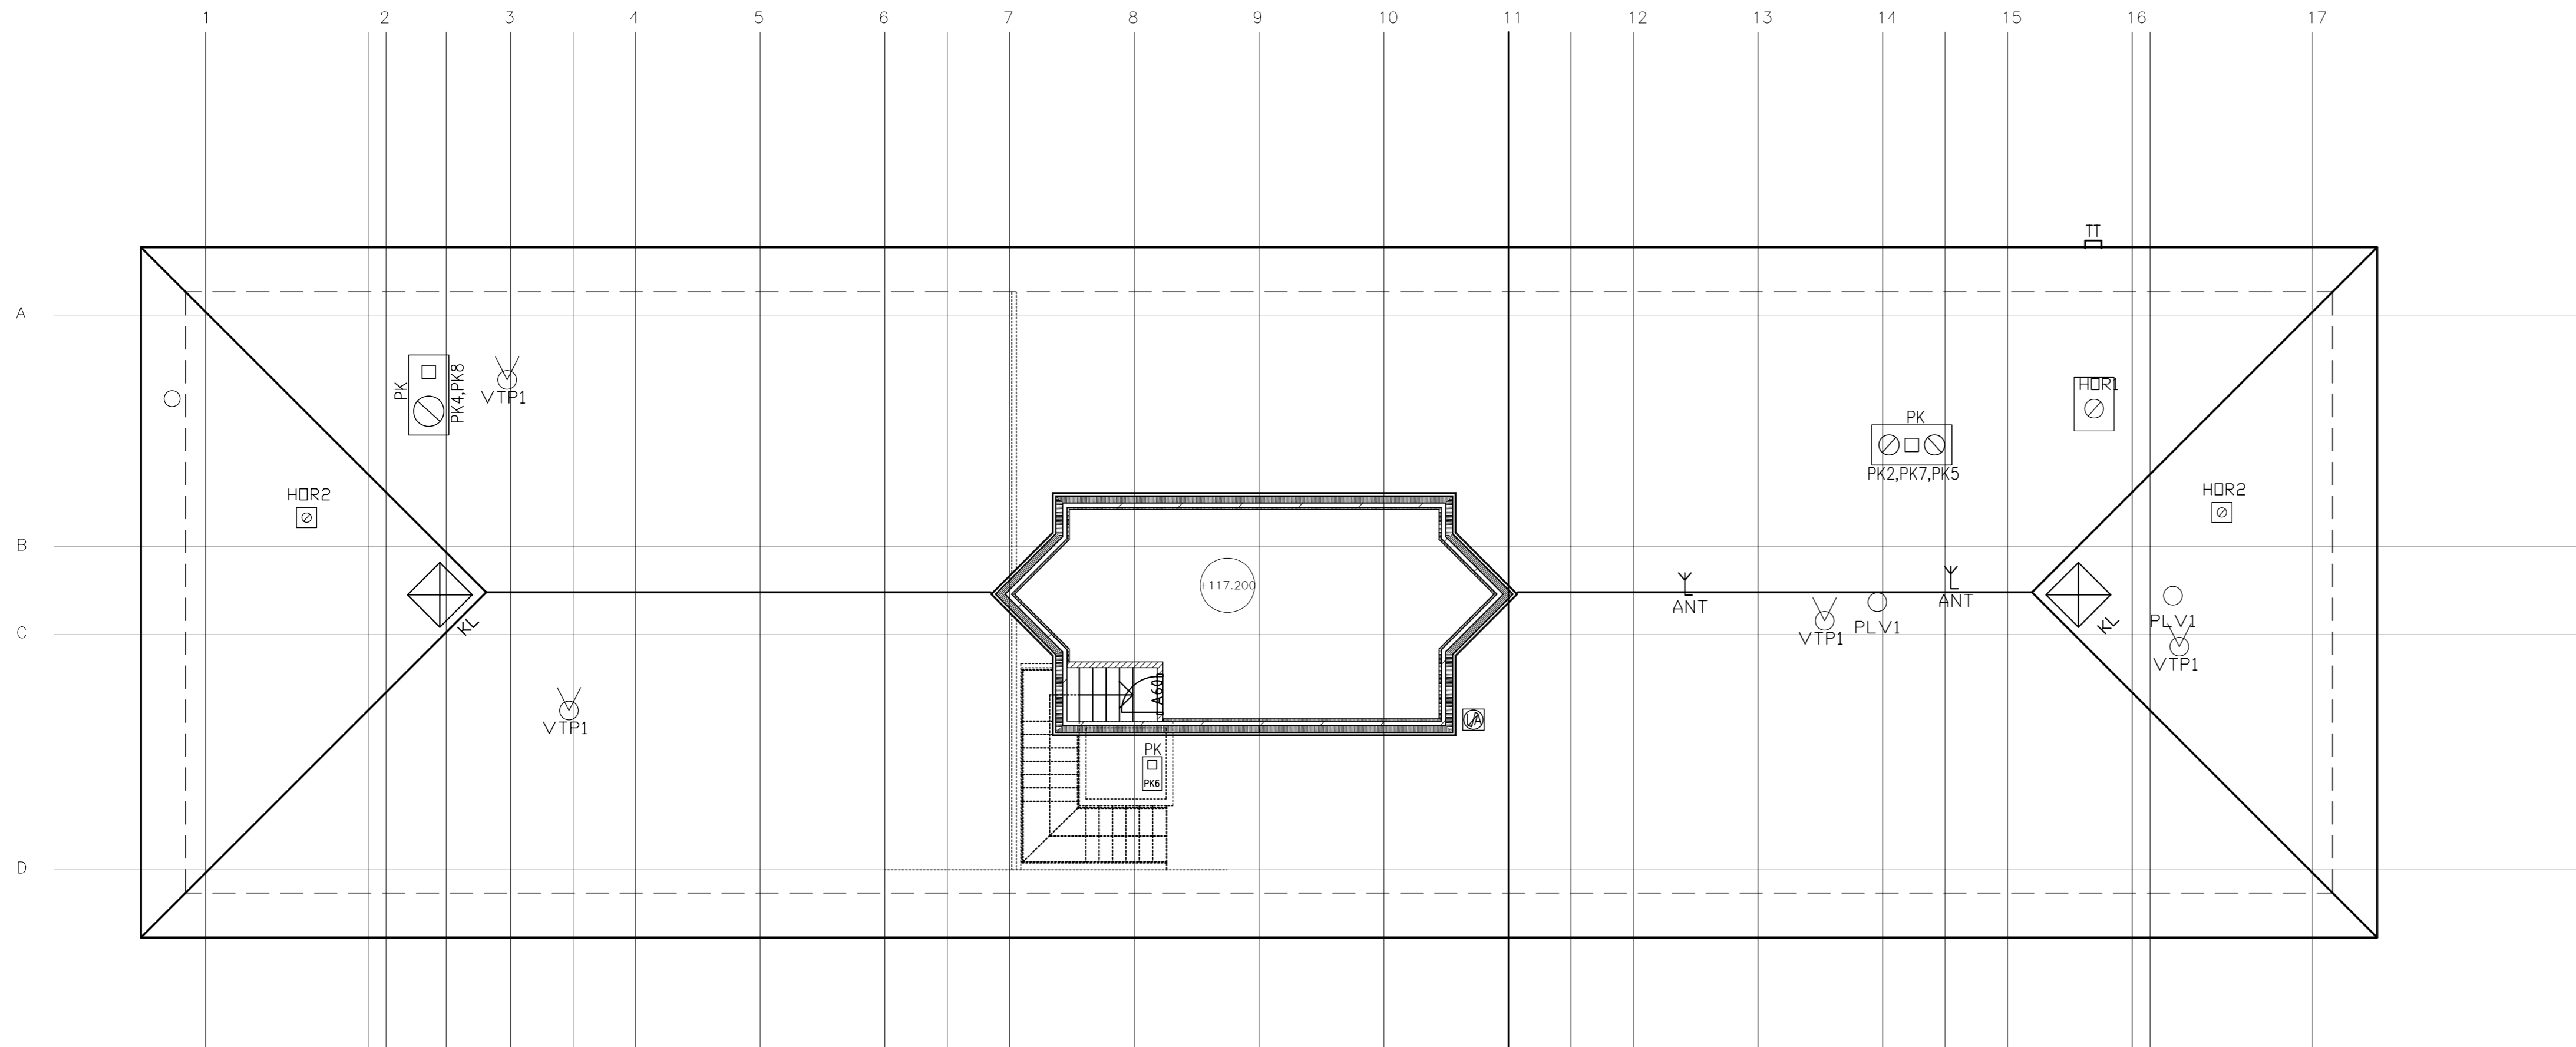 1 2 3 4 5 6 7 8 9 10 11 12 13 14 15 16 17
TT
A
PK
PK4,PK8
VTP1
HOR1
PK
PK2,PK7,PK5
HOR2
HOR2
B
+117.200
ANT
ANT
KL
VTP1
PLV1
KL
PLV1
VTP1
C
A60
VTP1
LA
PK
PK6
D